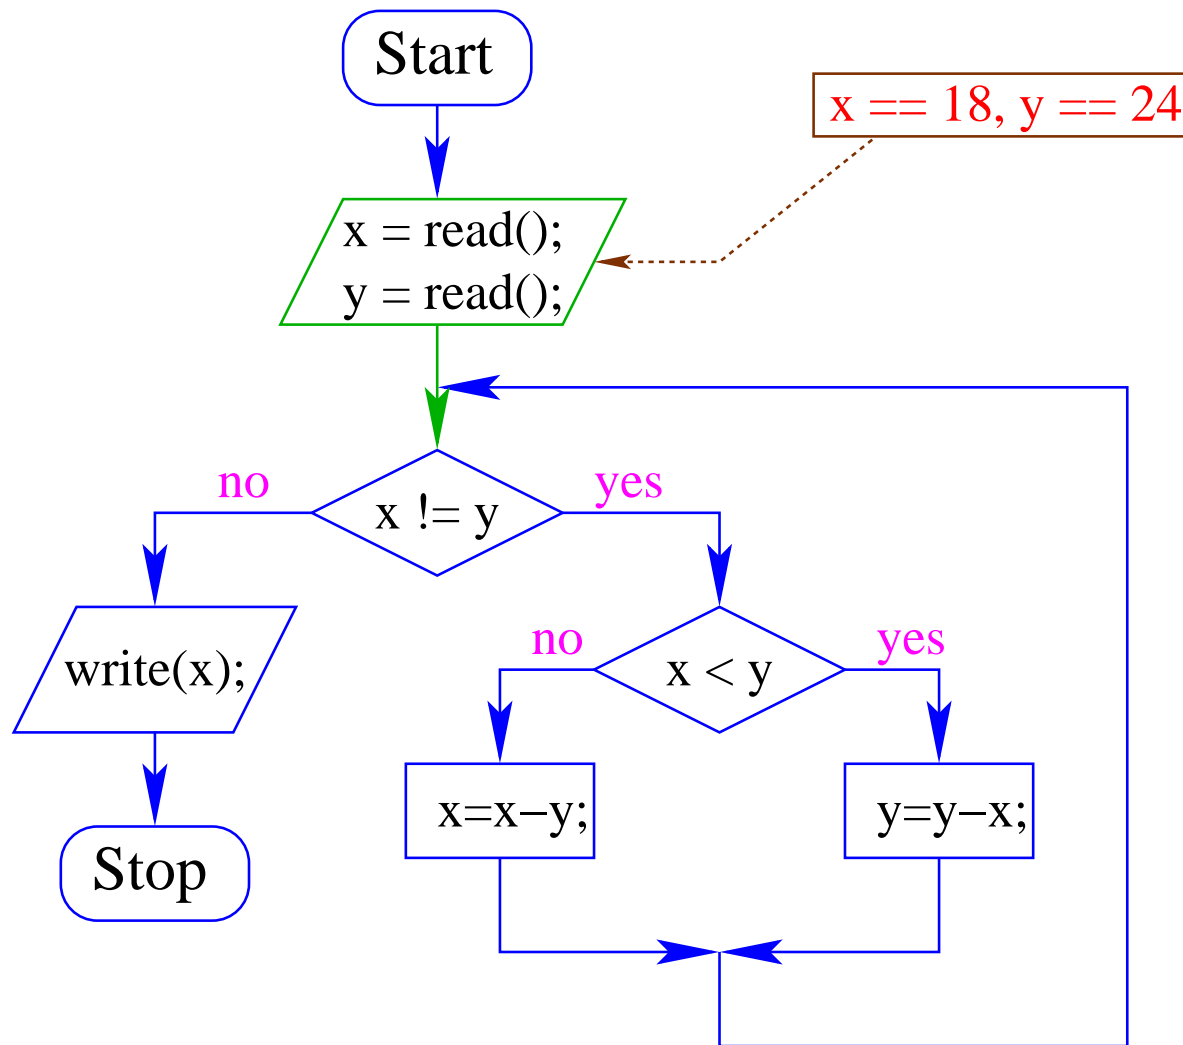 Start
x == 18, y == 24
x = read();
y = read();
no
yes
x != y
no
yes
write(x);
x < y
x=x−y;
y=y−x;
Stop